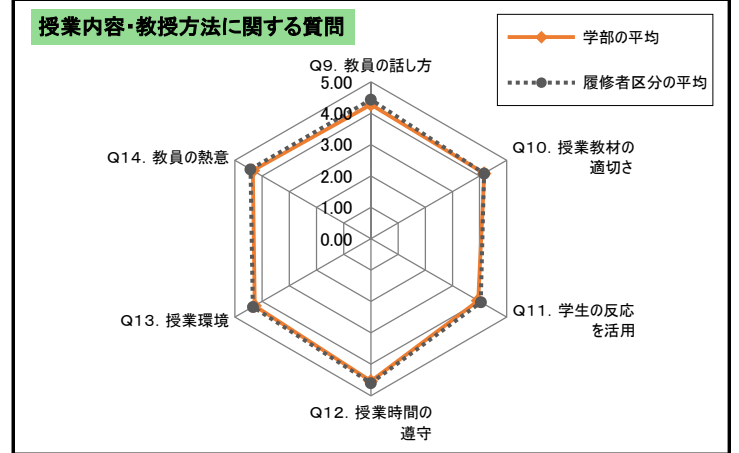 授業内容・教授方法に関する質問
学部の平均
履修者区分の平均
Q9. 教員の話し方
5.00
4.00
3.00
2.00
1.00
0.00
Q10. 授業教材の
適切さ
Q11. 学生の反応
を活用
Q12. 授業時間の
遵守
Q13. 授業環境
Q14. 教員の熱意